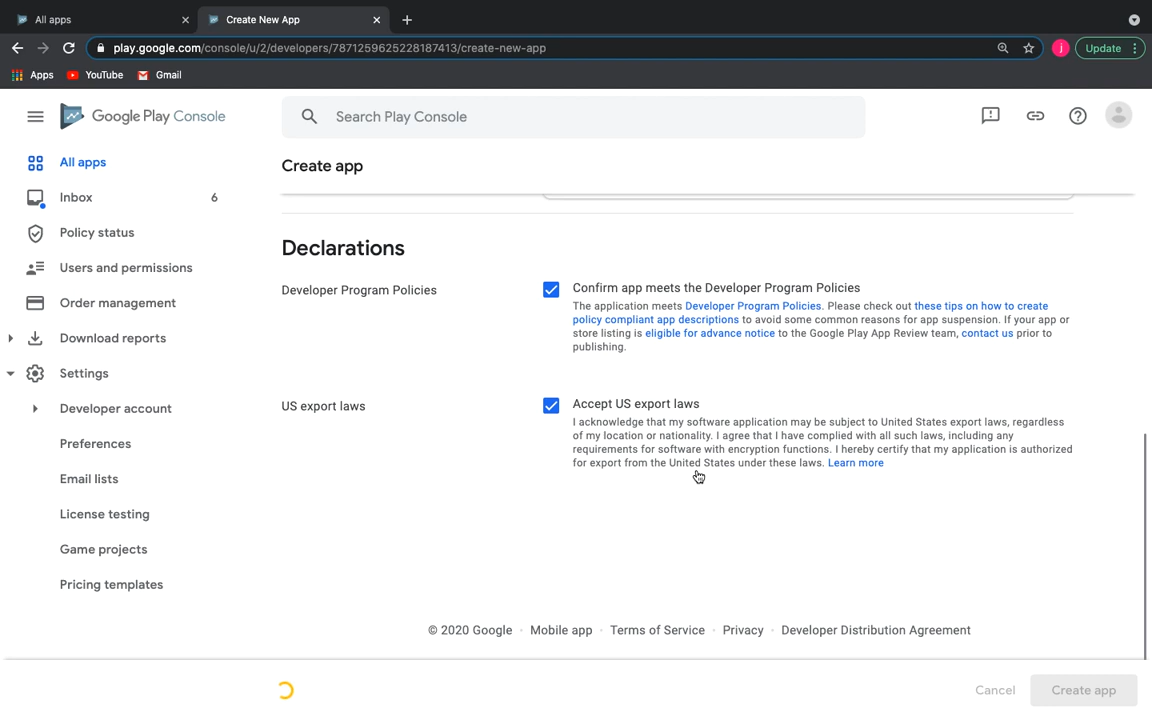 All apps
Create New App
play.google.com/console/u/2/developers/7871259625228187413/create-new-app
j
Update
Apps
YouTube
Gmail
Google Play Console
Search Play Console
All apps
Create app
Inbox 6
Policy status
Users and permissions
Order management
Download reports
Settings
Developer account
Preferences
Email lists
License testing
Game projects
Pricing templates
Declarations
Developer Program Policies
Confirm app meets the Developer Program Policies
The application meets Developer Program Policies. Please check out these tips on how to create
policy compliant app descriptions to avoid some common reasons for app suspension. If your app or
store listing is eligible for advance notice to the Google Play App Review team, contact us prior to
publishing.
US export laws
Accept US export laws
I acknowledge that my software application may be subject to United States export laws, regardless
of my location or nationality. I agree that I have complied with all such laws, including any
requirements for software with encryption functions. I hereby certify that my application is authorized
for export from the United States under these laws. Learn more
© 2020 Google · Mobile app · Terms of Service · Privacy · Developer Distribution Agreement
Cancel
Create app